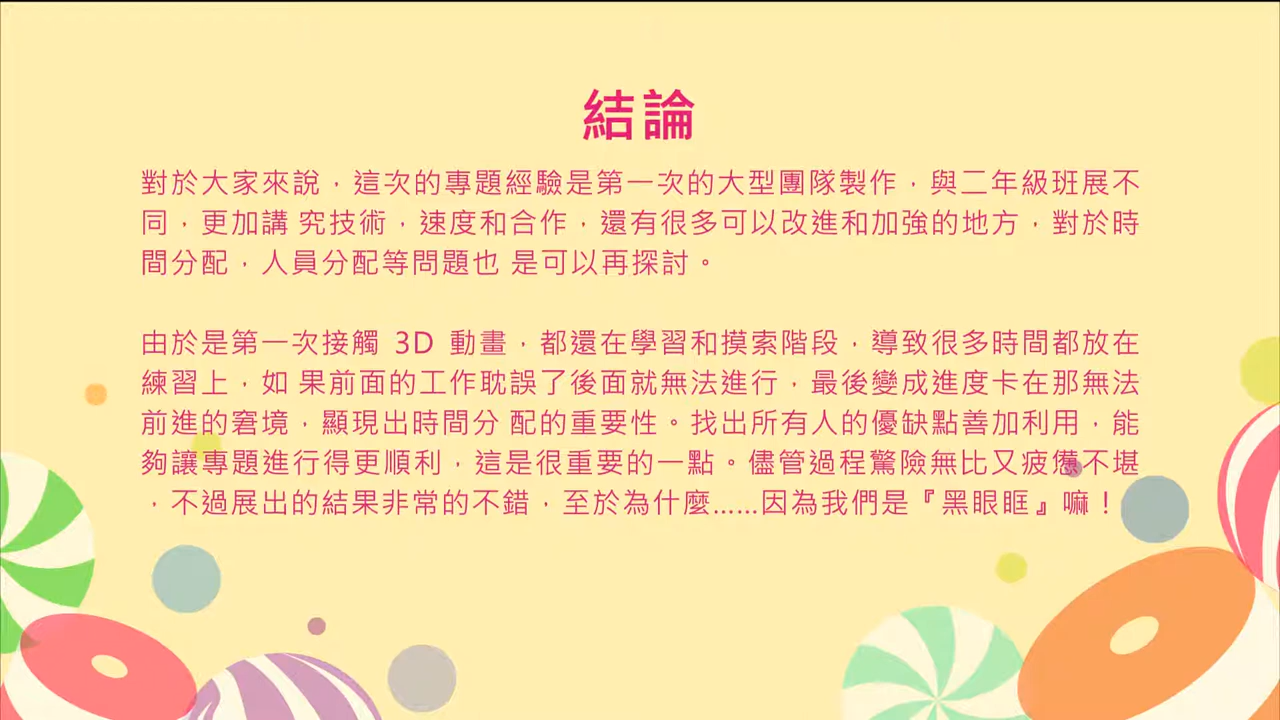 結論
對於大家來說，這次的專題經驗是第一次的大型團隊製作，與二年級班展不
同，更加講 究技術，速度和合作，還有很多可以改進和加強的地方，對於時
間分配，人員分配等問題也 是可以再探討。
由於是第一次接觸 3D 動畫，都還在學習和摸索階段，導致很多時間都放在
練習上，如 果前面的工作耽誤了後面就無法進行，最後變成進度卡在那無法
前進的窘境，顯現出時間分 配的重要性。找出所有人的優缺點善加利用，能
夠讓專題進行得更順利，這是很重要的一點。儘管過程驚險無比又疲憊不堪
，不過展出的結果非常的不錯，至於為什麼......因為我們是『黑眼眶』嘛！